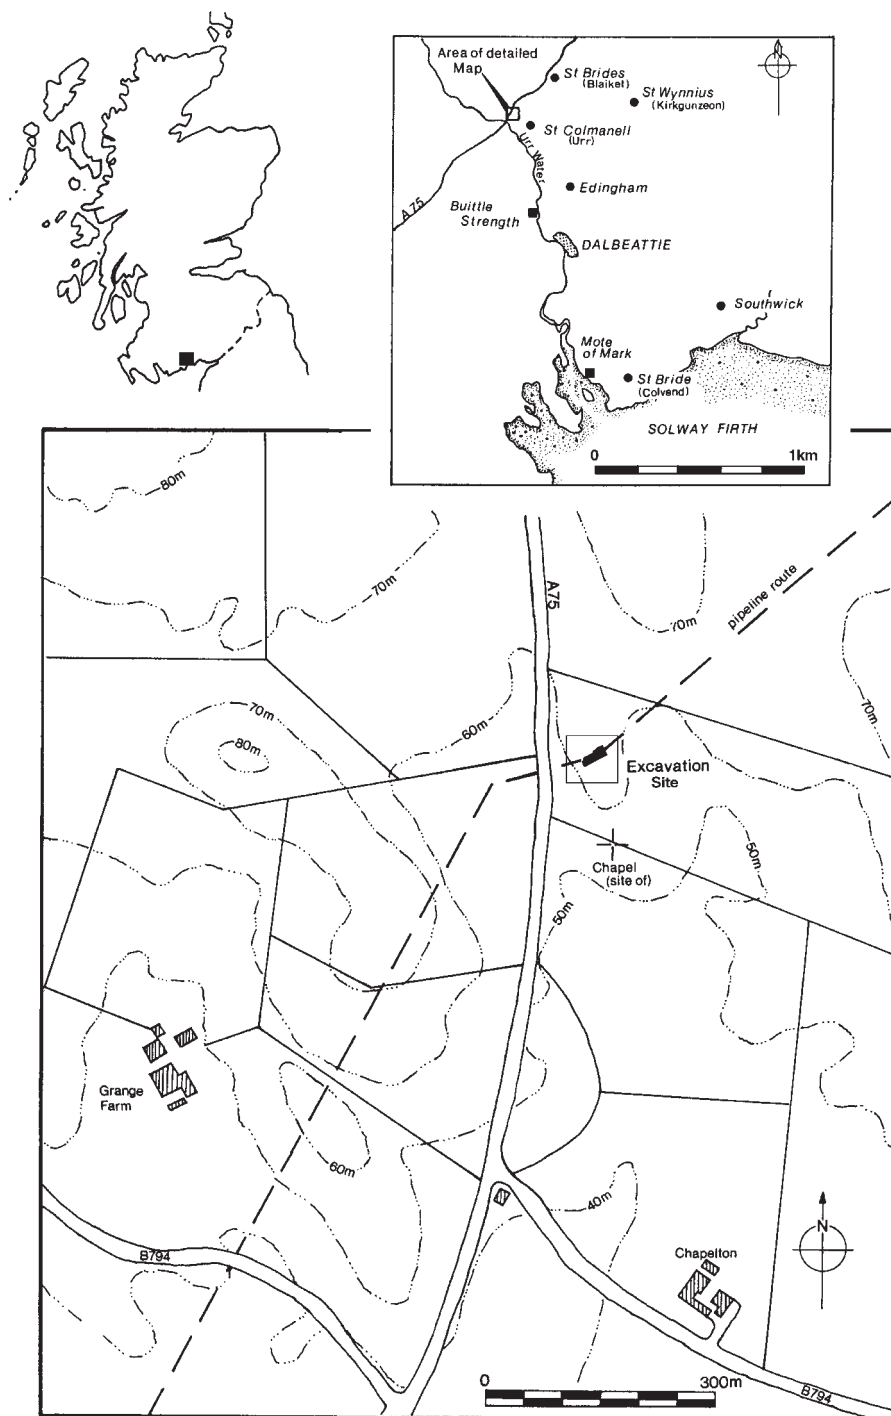 Area of detailed
Map
N
St Brides
(Blaiket)
St Wynnius
(Kirkgunzeon)
St Colmanell
(Urr)
Urr Water
A 75
Edingham
Buittle
Strength
DALBEATTIE
Southwick
Mote
of Mark
St Bride
(Colvend)
SOLWAY FIRTH
0 1km
80m
70m
A75
70m
pipeline route
70m
70m
60m
80m
Excavation
Site
Chapel
(site of)
50m
50m
Grange
Farm
60m
40m
N
B794
Chapelton
0 300m
B794